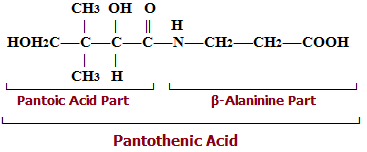 CH3 OH O
H
HOH2C—C—C—C—N—CH2—CH2—COOH
CH3 H
Pantoic Acid Part β-Alaninine Part
Pantothenic Acid